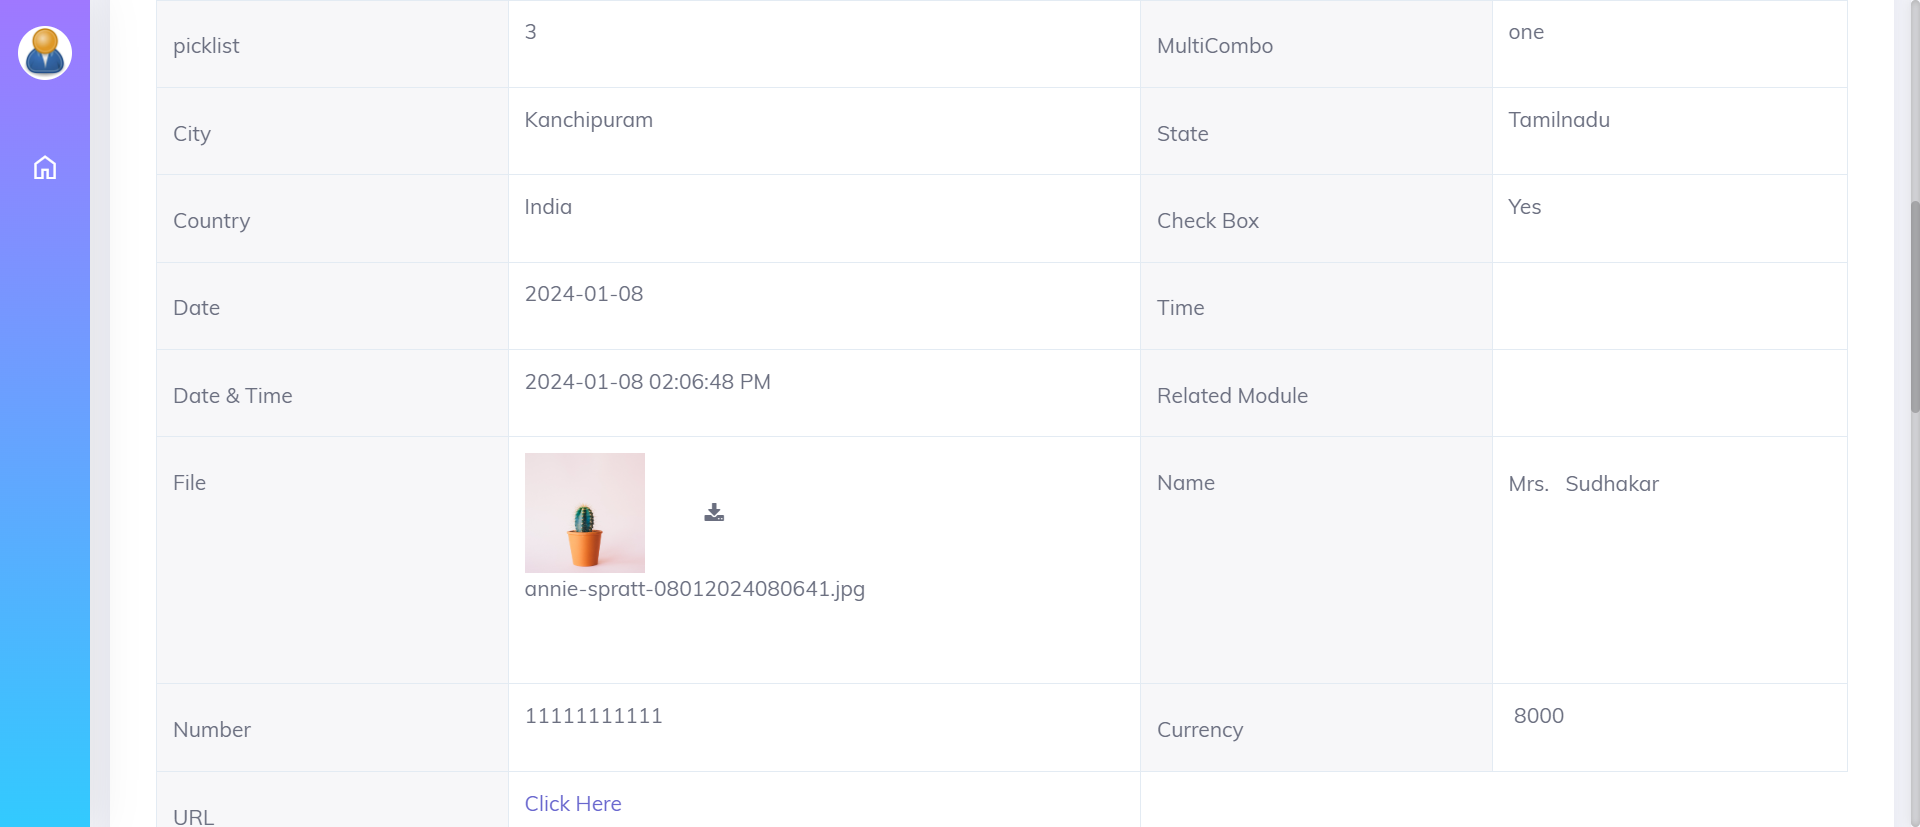 picklist 3 MultiCombo one
City Kanchipuram State Tamilnadu
Country India Check Box Yes
Date 2024-01-08 Time
Date & Time 2024-01-08 02:06:48 PM Related Module
File Name Mrs. Sudhakar
annie-spratt-08012024080641.jpg
Number 11111111111 Currency 8000
URL Click Here